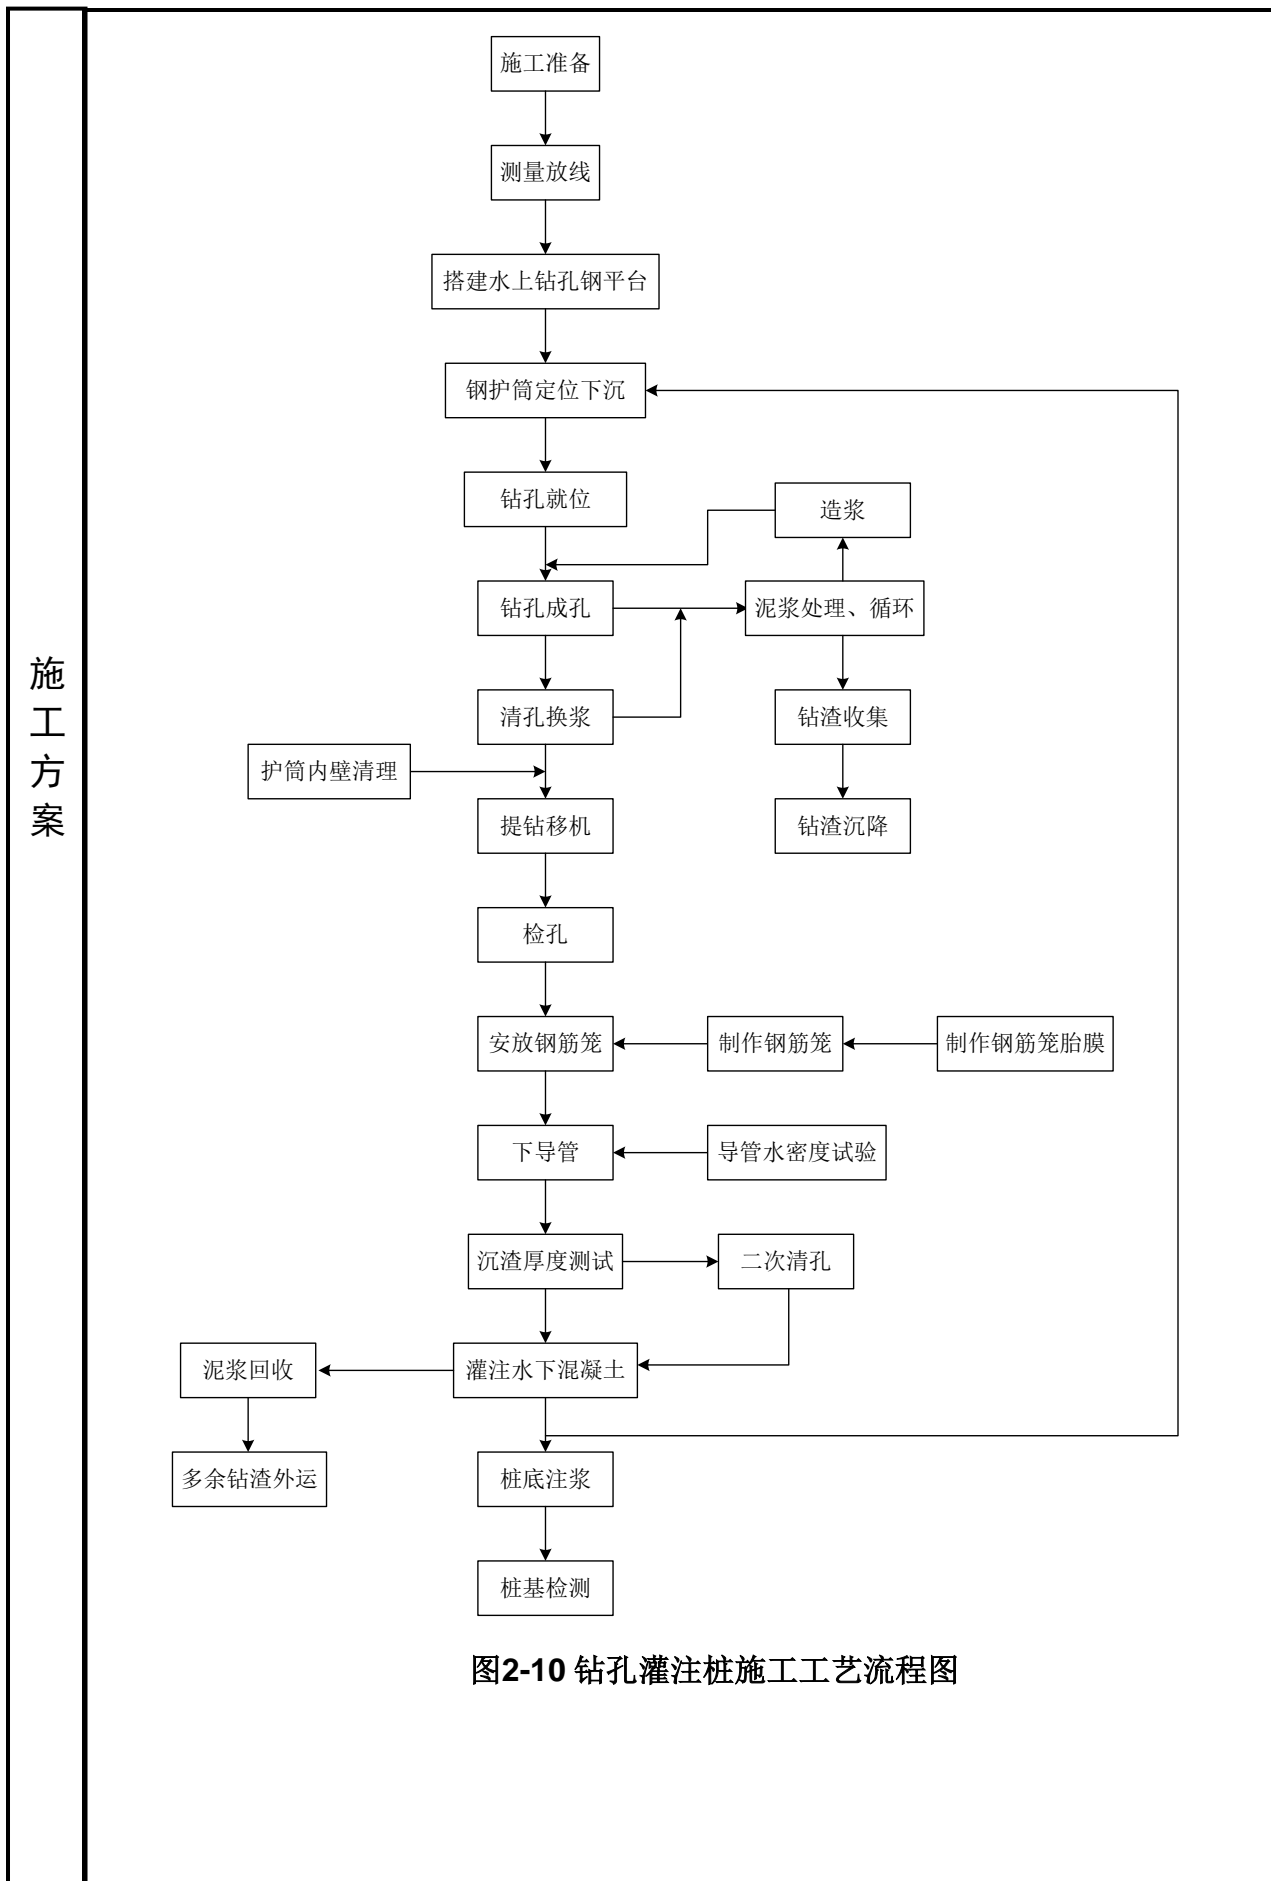 施工方案
施工准备
测量放线
搭建水上钻孔钢平台
钢护筒定位下沉
钻孔就位
造浆
钻孔成孔
泥浆处理、循环
清孔换浆
钻渣收集
护筒内壁清理
提钻移机
钻渣沉降
检孔
安放钢筋笼
制作钢筋笼
制作钢筋笼胎膜
下导管
导管水密度试验
沉渣厚度测试
二次清孔
泥浆回收
灌注水下混凝土
多余钻渣外运
桩底注浆
桩基检测
图2-10 钻孔灌注桩施工工艺流程图